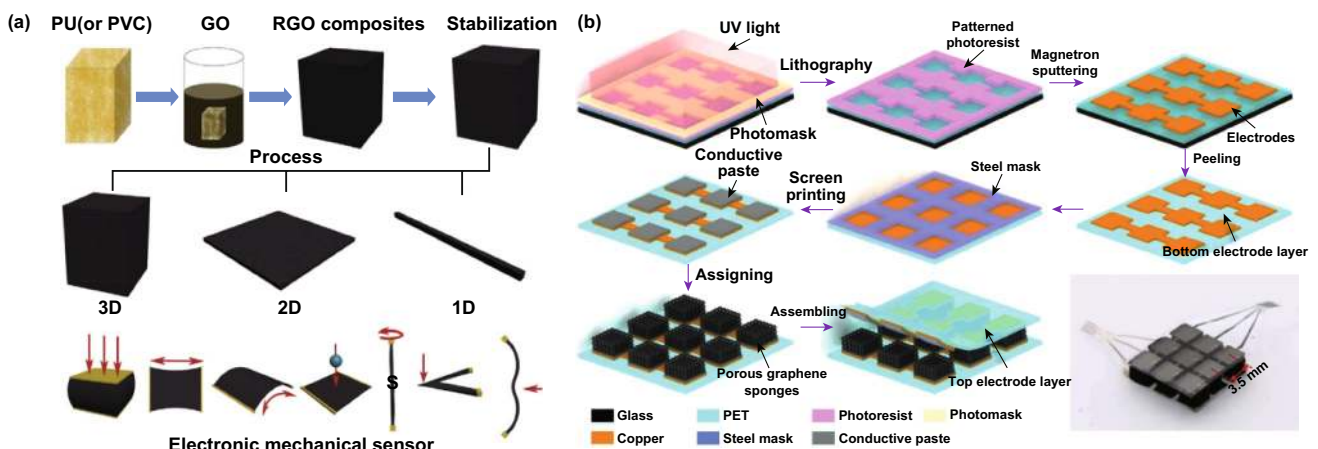 (a)
PU(or PVC)
GO
RGO composites
Stabilization
Process
3D
2D
1D
S
Electronic mechanical sensor
(b)
UV light
Photomask
Lithography
Patterned
photoresist
Magnetron
sputtering
Electrodes
Peeling
Bottom electrode layer
Steel mask
Screen
printing
Conductive
paste
Assigning
Porous graphene
sponges
Assembling
Top electrode layer
3.5 mm
Glass
PET
Photoresist
Photomask
Copper
Steel mask
Conductive paste